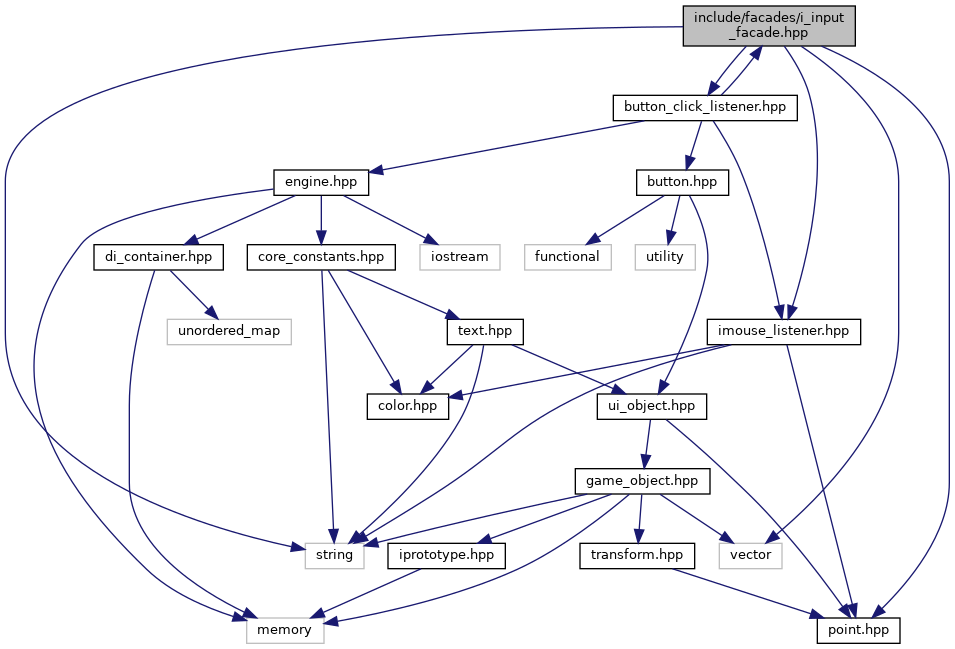 include/facades/i_input
_facade.hpp
button_click_listener.hpp
engine.hpp
button.hpp
di_container.hpp
core_constants.hpp
iostream
functional
utility
unordered_map
text.hpp
imouse_listener.hpp
color.hpp
ui_object.hpp
game_object.hpp
string
iprototype.hpp
transform.hpp
vector
memory
point.hpp